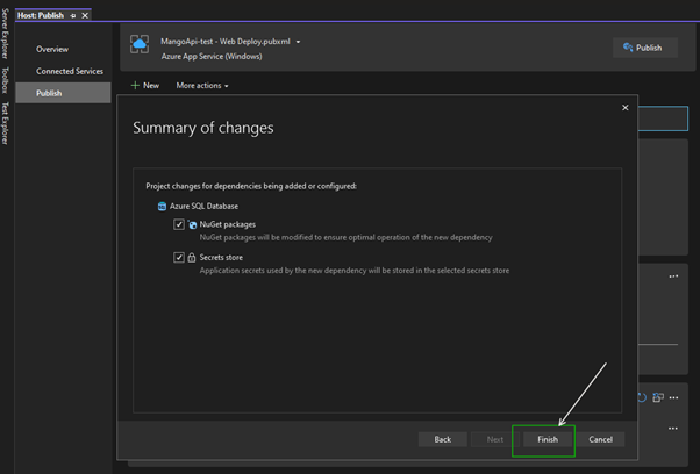 Host: Publish
Server Explorer
Toolbox
Test Explorer
Overview
Connected Services
Publish
MangoApi-test - Web Deploy.pubxml
Azure App Service (Windows)
Publish
New
More actions
Summary of changes
Project changes for dependencies being added or configured:
Azure SQL Database
NuGet packages
NuGet packages will be modified to ensure optimal operation of the new dependency
Secrets store
Application secrets used by the new dependency will be stored in the selected secrets store
Back
Next
Finish
Cancel